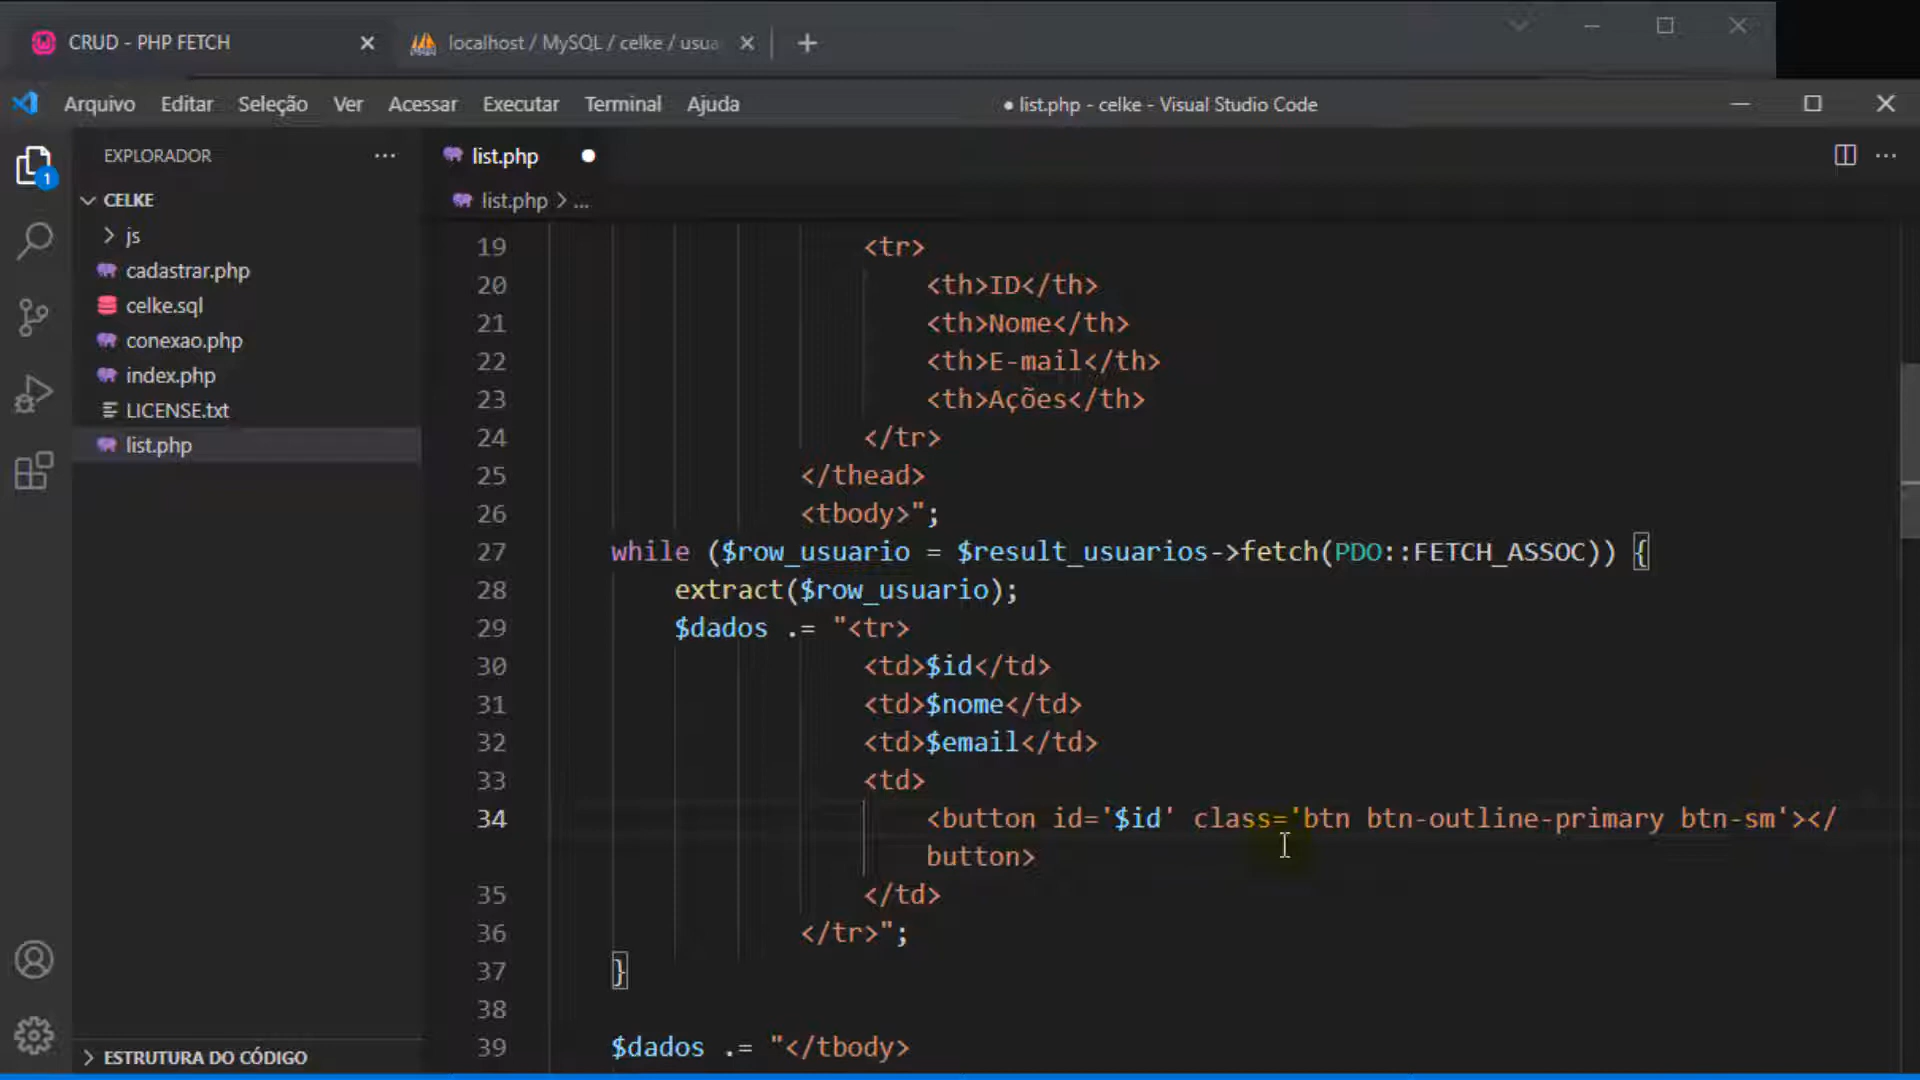 CRUD - PHP FETCH
localhost / MySQL / celke / usua
Arquivo Editar Seleção Ver Acessar Executar Terminal Ajuda
● list.php - celke - Visual Studio Code
EXPLORADOR
list.php
1
CELKE
list.php > ...
js
cadastrar.php
celke.sql
conexao.php
index.php
LICENSE.txt
list.php
19 <tr>
20 <th>ID</th>
21 <th>Nome</th>
22 <th>E-mail</th>
23 <th>Ações</th>
24 </tr>
25 </thead>
26 <tbody>";
27 while ($row_usuario = $result_usuarios->fetch(PDO::FETCH_ASSOC)) {
28 extract($row_usuario);
29 $dados .= "<tr>
30 <td>$id</td>
31 <td>$nome</td>
32 <td>$email</td>
33 <td>
34 <button id='$id' class='btn btn-outline-primary btn-sm'></
button>
35 </td>
36 </tr>";
37 }
38
39 $dados .= "</tbody>
ESTRUTURA DO CÓDIGO